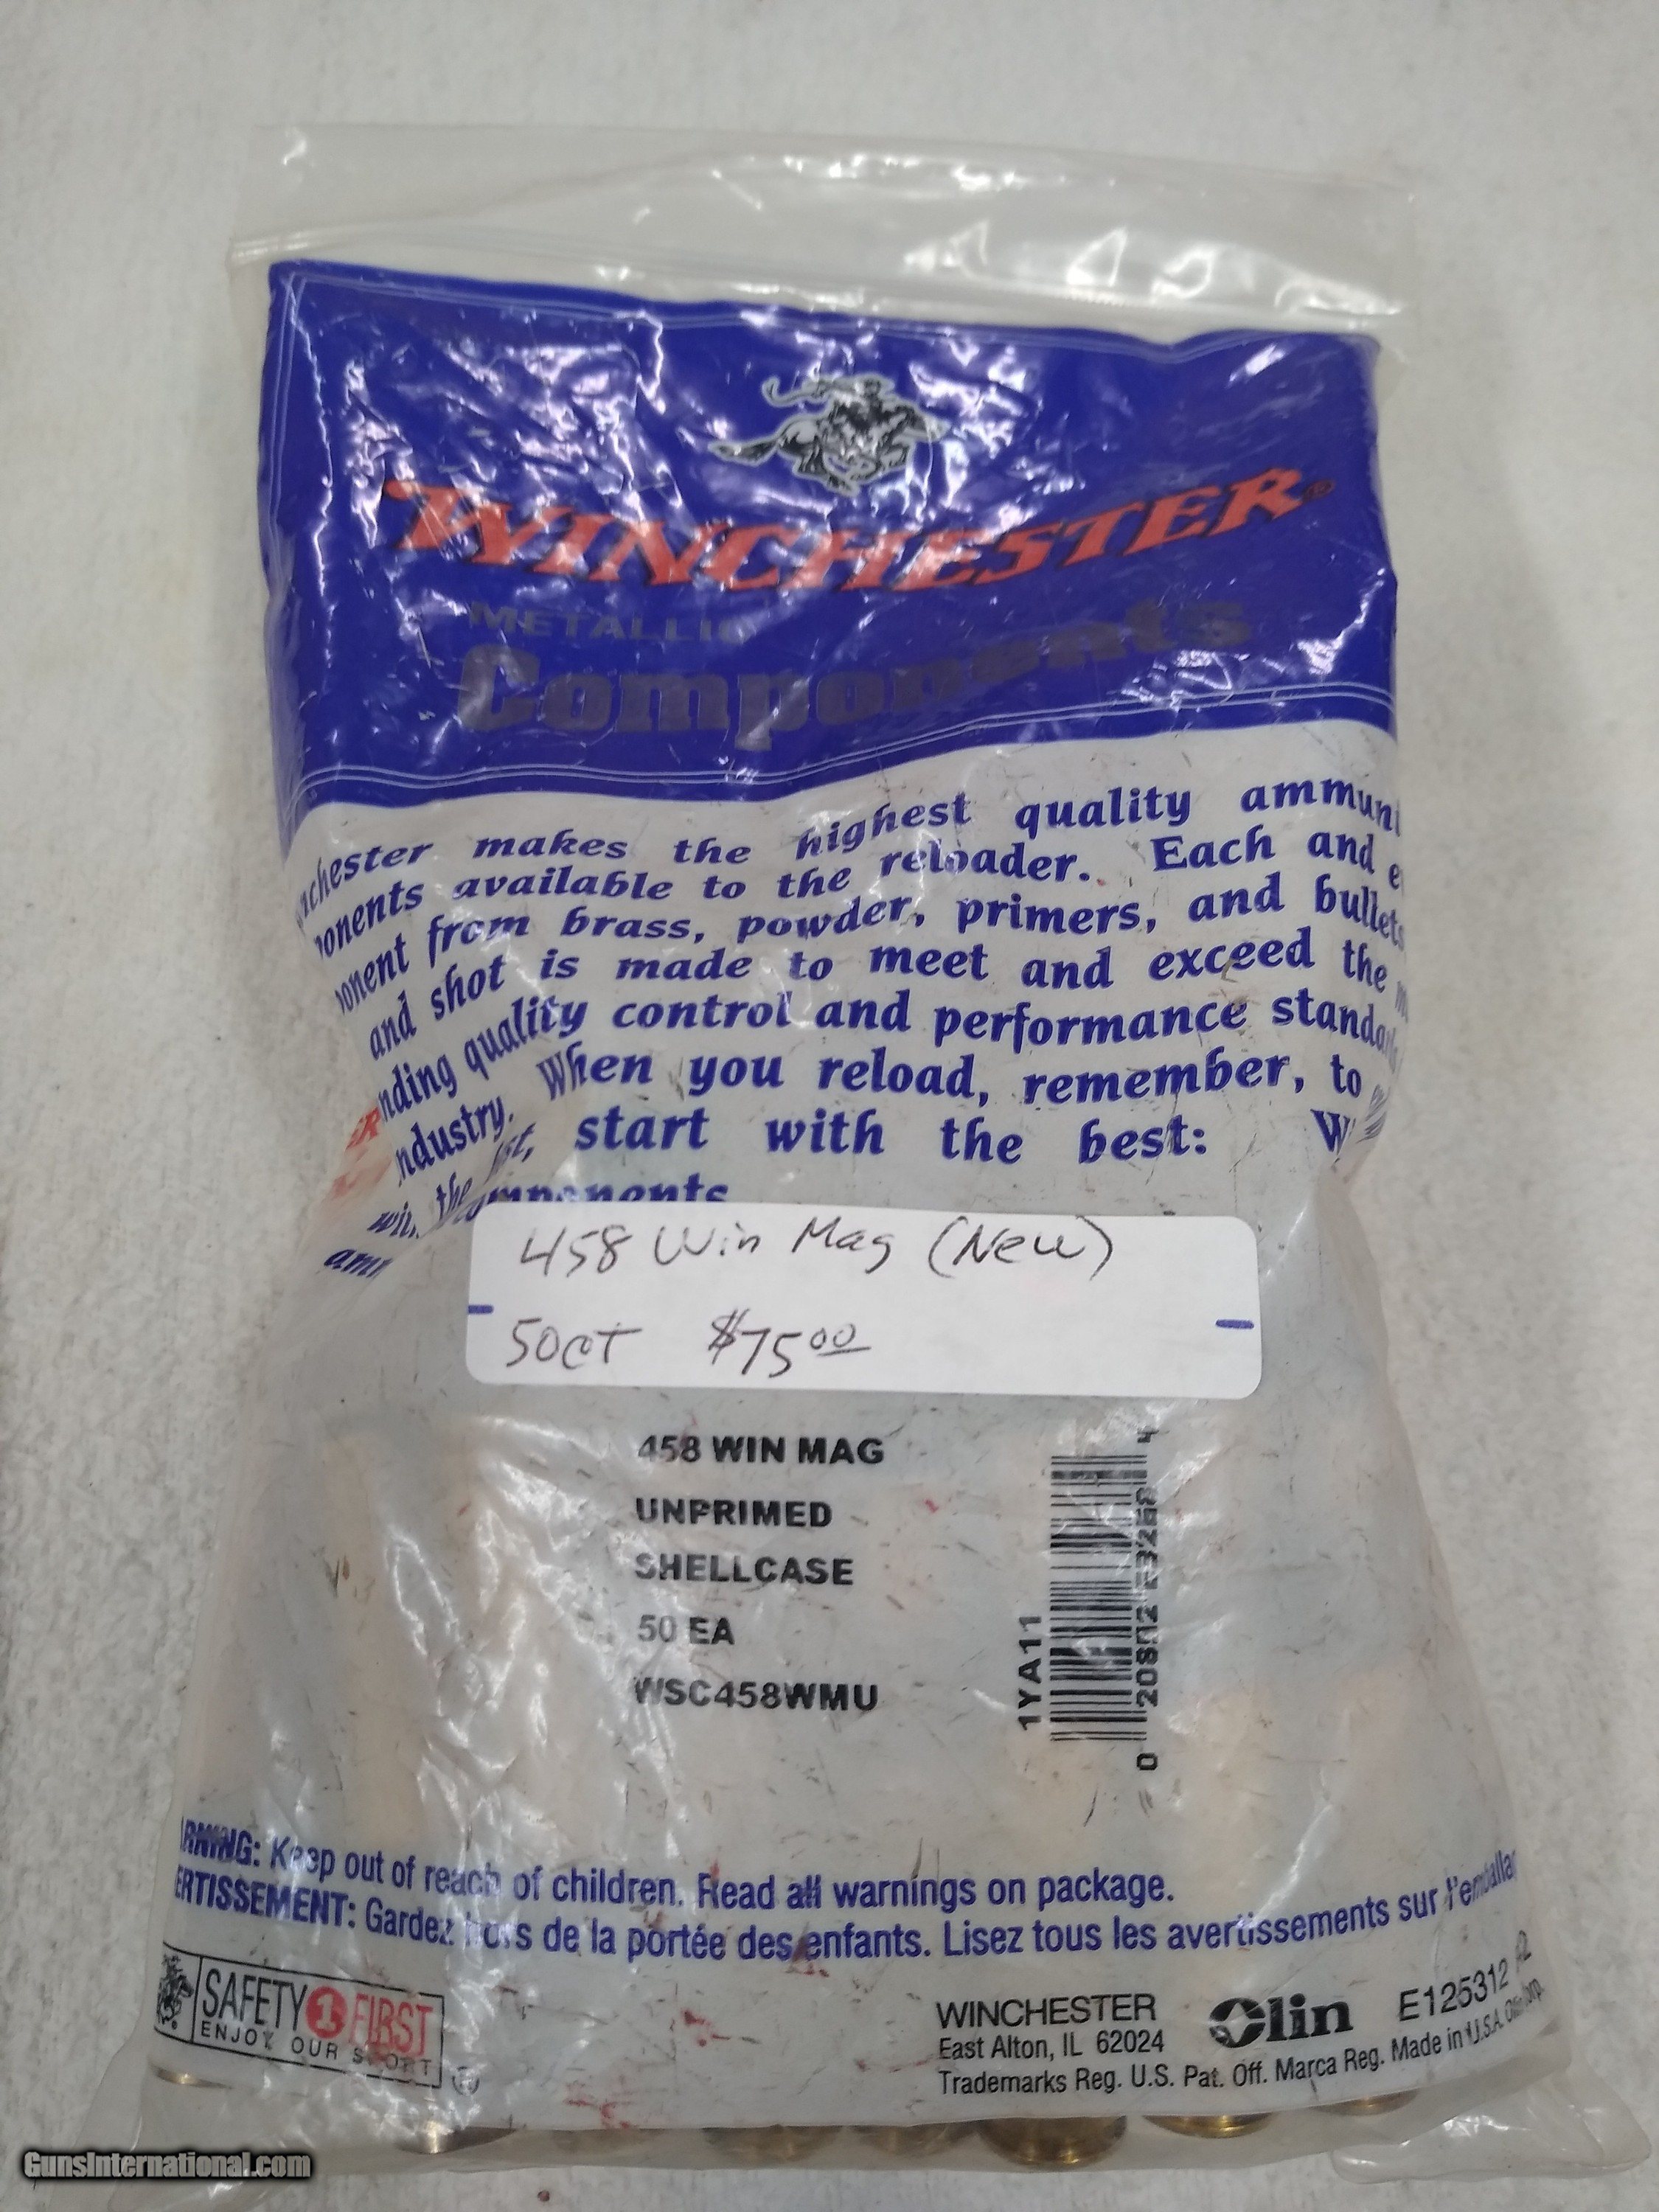 WINCHESTER®
METALLIC
Components
makes the highest quality
available to the reloader. Each and
from brass, powder, primers, and bullets
and shot is made to meet and exceed the
quality control and performance
When you reload, remember, to
start with the best:
458 Win Mag (New)
50ct $75.00
458 WIN MAG
UNPRIMED
SHELLCASE
50 EA
WSC458WMU
1YA11
Keep out of reach of children. Read all warnings on package.
Gardez hors de la portée des enfants. Lisez tous les avertissements sur
SAFETY 1 FIRST
ENJOY OUR SPORT
WINCHESTER Olin E125312
East Alton, IL 62024
Trademarks Reg. U.S. Pat. Off. Marca Reg. Made in U.S.A.
GunsInternational.com